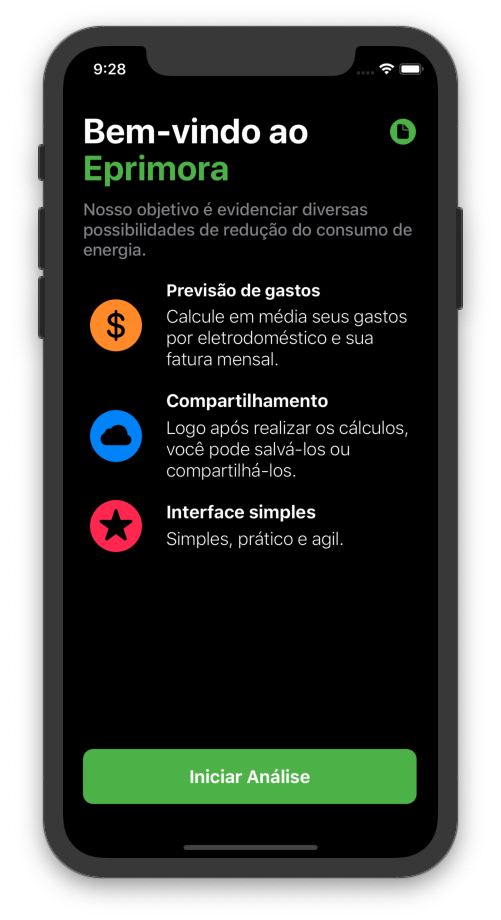 9:28
Bem-vindo ao
Eprimora
Nosso objetivo é evidenciar diversas
possibilidades de redução do consumo de
energia.
Previsão de gastos
Calcule em média seus gastos
por eletrodoméstico e sua
fatura mensal.
Compartilhamento
Logo após realizar os cálculos,
você pode salvá-los ou
compartilhá-los.
Interface simples
Simples, prático e agil.
Iniciar Análise